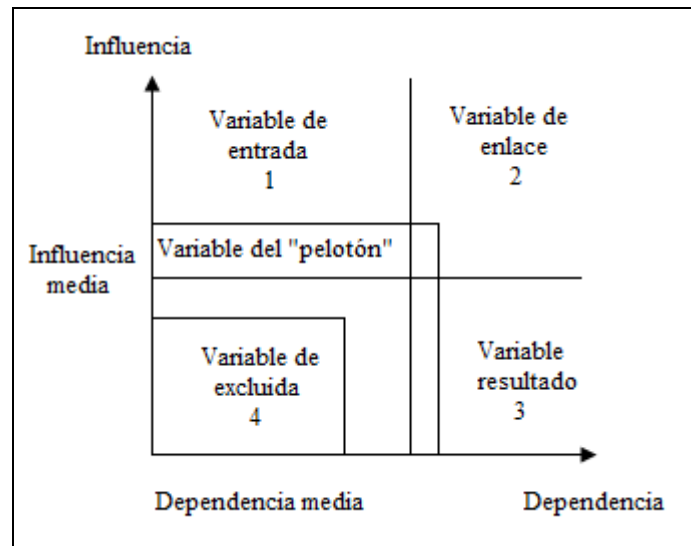 Influencia
Variable de
entrada
1
Variable de
enlace
2
Variable del "pelotón"
Influencia
media
Variable de
excluida
4
Variable
resultado
3
Dependencia media
Dependencia